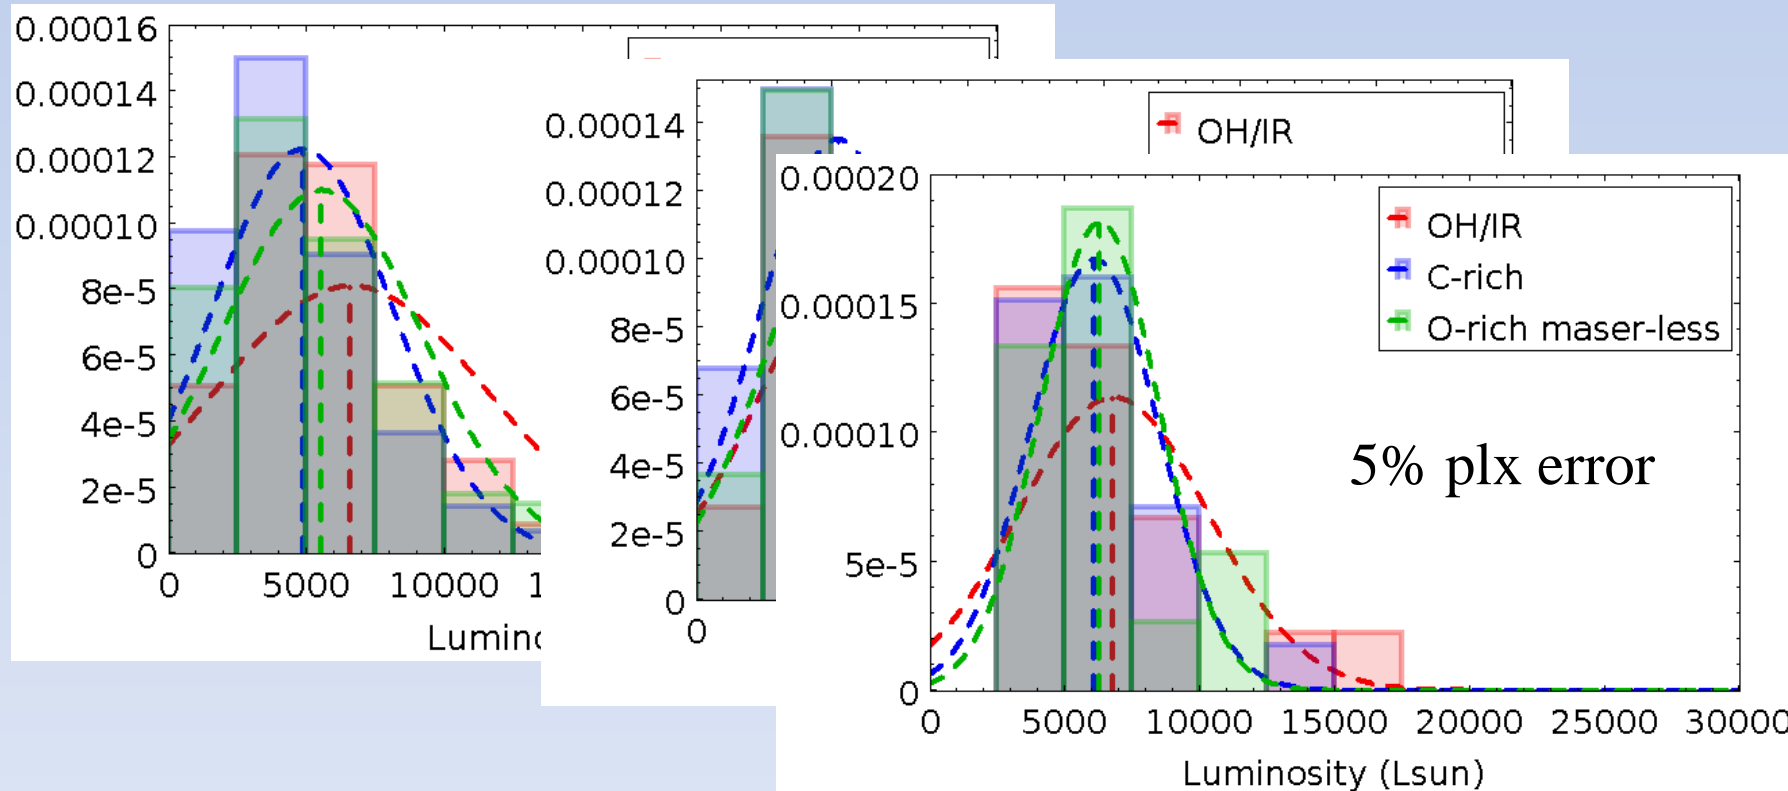 0.00016
0.00014
0.00012
0.00010
8e-5
6e-5
4e-5
2e-5
0
0 5000 10000 1
Lumin
0.00014
0.00012
0.00010
8e-5
6e-5
4e-5
2e-5
0
0
OH/IR
0.00020
0.00015
0.00010
5e-5
0
0 5000 10000 15000 20000 25000 30000
Luminosity (Lsun)
OH/IR
C-rich
O-rich maser-less
5% plx error